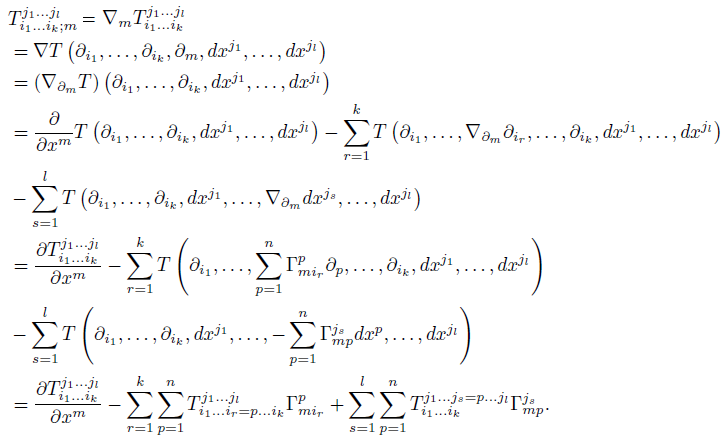 $T^{j_1 \ldots j_l}_{i_1 \ldots i_k; m} = \nabla_m T^{j_1 \ldots j_l}_{i_1 \ldots i_k}$
$= \nabla T \left( \partial_{i_1}, \ldots, \partial_{i_k}, \partial_m, dx^{j_1}, \ldots, dx^{j_l} \right)$
$= \left( \nabla_{\partial_m} T \right) \left( \partial_{i_1}, \ldots, \partial_{i_k}, dx^{j_1}, \ldots, dx^{j_l} \right)$
$= \frac{\partial}{\partial x^m} T \left( \partial_{i_1}, \ldots, \partial_{i_k}, dx^{j_1}, \ldots, dx^{j_l} \right) - \sum_{r=1}^{k} T \left( \partial_{i_1}, \ldots, \nabla_{\partial_m} \partial_{i_r}, \ldots, \partial_{i_k}, dx^{j_1}, \ldots, dx^{j_l} \right)$
$- \sum_{s=1}^{l} T \left( \partial_{i_1}, \ldots, \partial_{i_k}, dx^{j_1}, \ldots, \nabla_{\partial_m} dx^{j_s}, \ldots, dx^{j_l} \right)$
$= \frac{\partial T^{j_1 \ldots j_l}_{i_1 \ldots i_k}}{\partial x^m} - \sum_{r=1}^{k} T \left( \partial_{i_1}, \ldots, \sum_{p=1}^{n} \Gamma^p_{m i_r} \partial_p, \ldots, \partial_{i_k}, dx^{j_1}, \ldots, dx^{j_l} \right)$
$- \sum_{s=1}^{l} T \left( \partial_{i_1}, \ldots, \partial_{i_k}, dx^{j_1}, \ldots, - \sum_{p=1}^{n} \Gamma^{j_s}_{mp} dx^p, \ldots, dx^{j_l} \right)$
$= \frac{\partial T^{j_1 \ldots j_l}_{i_1 \ldots i_k}}{\partial x^m} - \sum_{r=1}^{k} \sum_{p=1}^{n} T^{j_1 \ldots j_l}_{i_1 \ldots i_r = p \ldots i_k} \Gamma^p_{m i_r} + \sum_{s=1}^{l} \sum_{p=1}^{n} T^{j_1 \ldots j_s = p \ldots j_l}_{i_1 \ldots i_k} \Gamma^{j_s}_{mp}.$